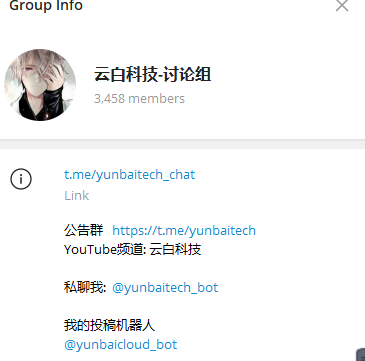 Group Info
云白科技-讨论组
3,458 members
t.me/yunbaitech_chat
Link
公告群 https://t.me/yunbaitech
YouTube频道: 云白科技
私聊我: @yunbaitech_bot
我的投稿机器人
@yunbaicloud_bot